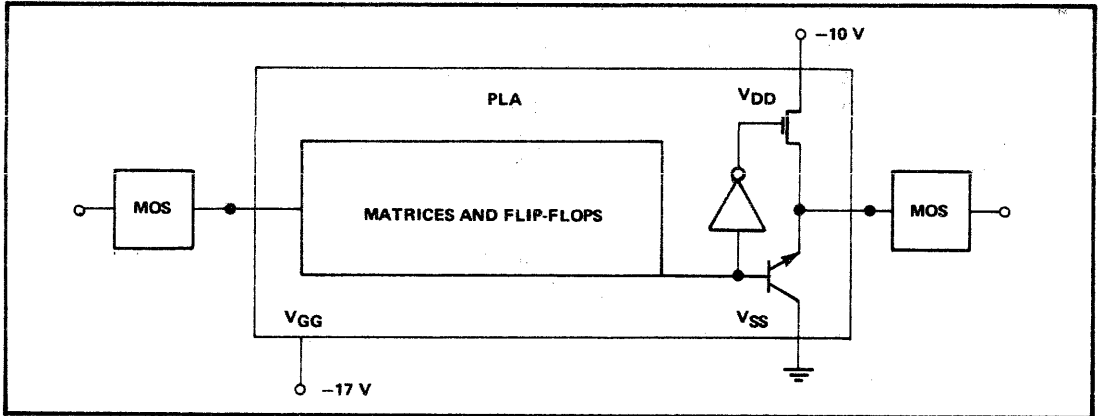 −10 V
PLA
VDD
MOS
MATRICES AND FLIP-FLOPS
MOS
VGG
VSS
−17 V